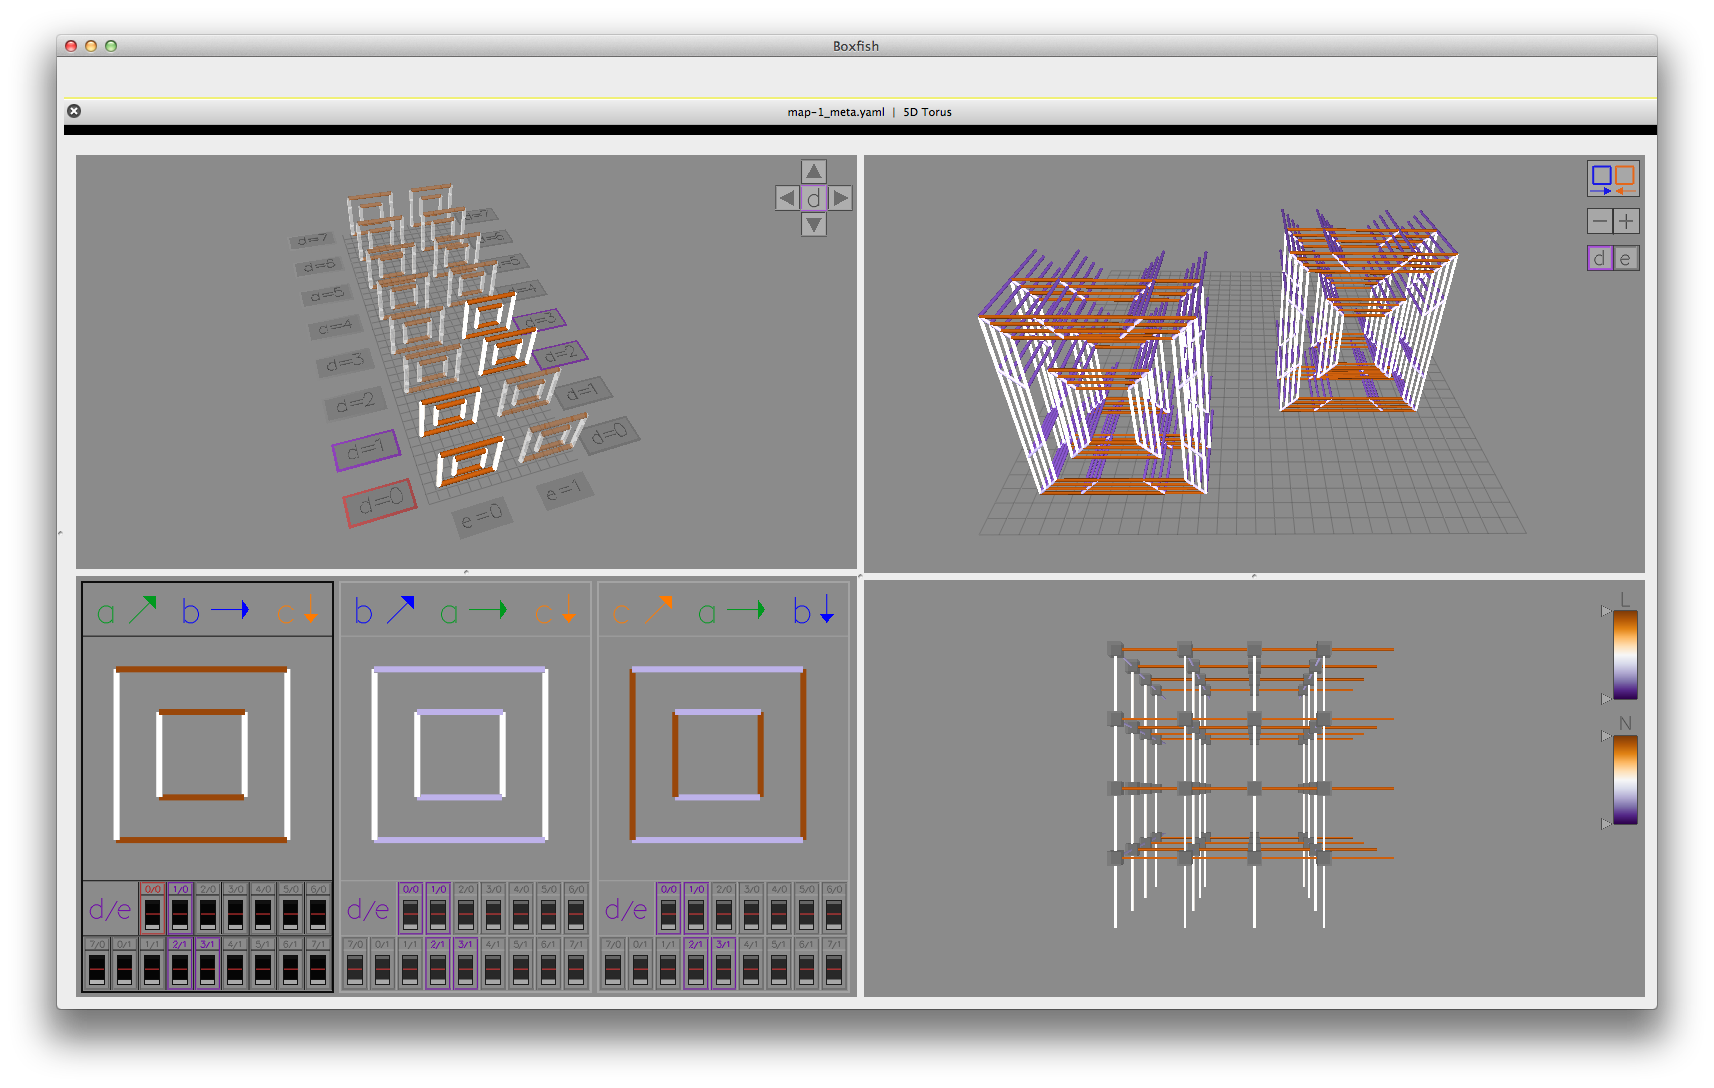 Boxfish
map-1_meta.yaml | 5D Torus
d=7
d=6
d=5
d=4
d=3
d=2
d=1
d=0
d=7
d=6
d=5
d=4
d=3
d=2
d=1
d=0
e=0
e=1
d
− +
d e
a b c
b a c
c a b
d/e 0/0 1/0 2/0 3/0 4/0 5/0 6/0
7/0 0/1 1/1 2/1 3/1 4/1 5/1 6/1 7/1
d/e 0/0 1/0 2/0 3/0 4/0 5/0 6/0
7/0 0/1 1/1 2/1 3/1 4/1 5/1 6/1 7/1
d/e 0/0 1/0 2/0 3/0 4/0 5/0 6/0
7/0 0/1 1/1 2/1 3/1 4/1 5/1 6/1 7/1
L
N